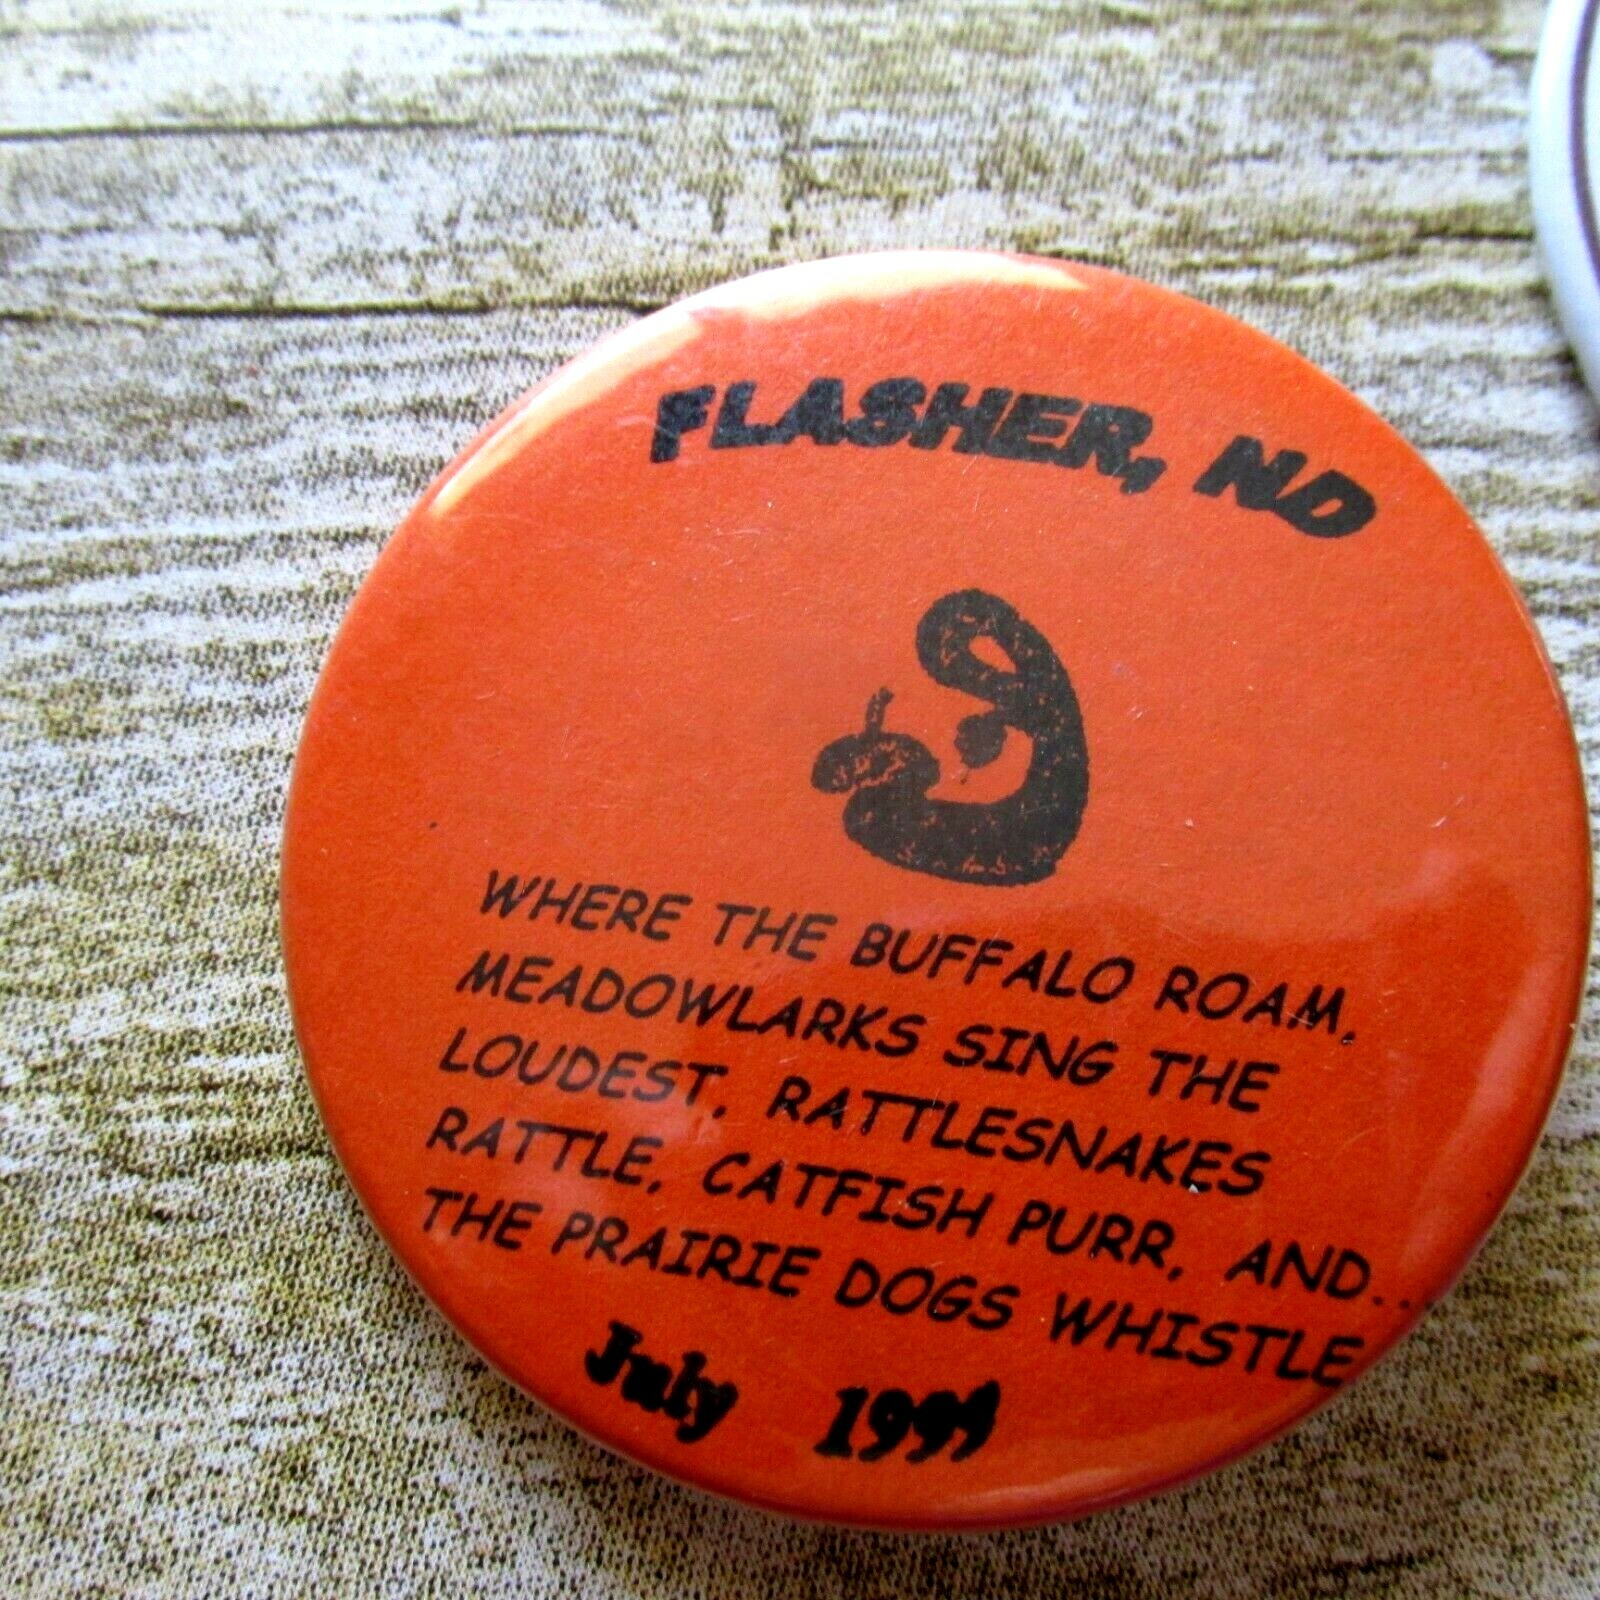 FLASHER, ND
WHERE THE BUFFALO ROAM,
MEADOWLARKS SING THE
LOUDEST, RATTLESNAKES
RATTLE, CATFISH PURR, AND..
THE PRAIRIE DOGS WHISTLE
July 1999